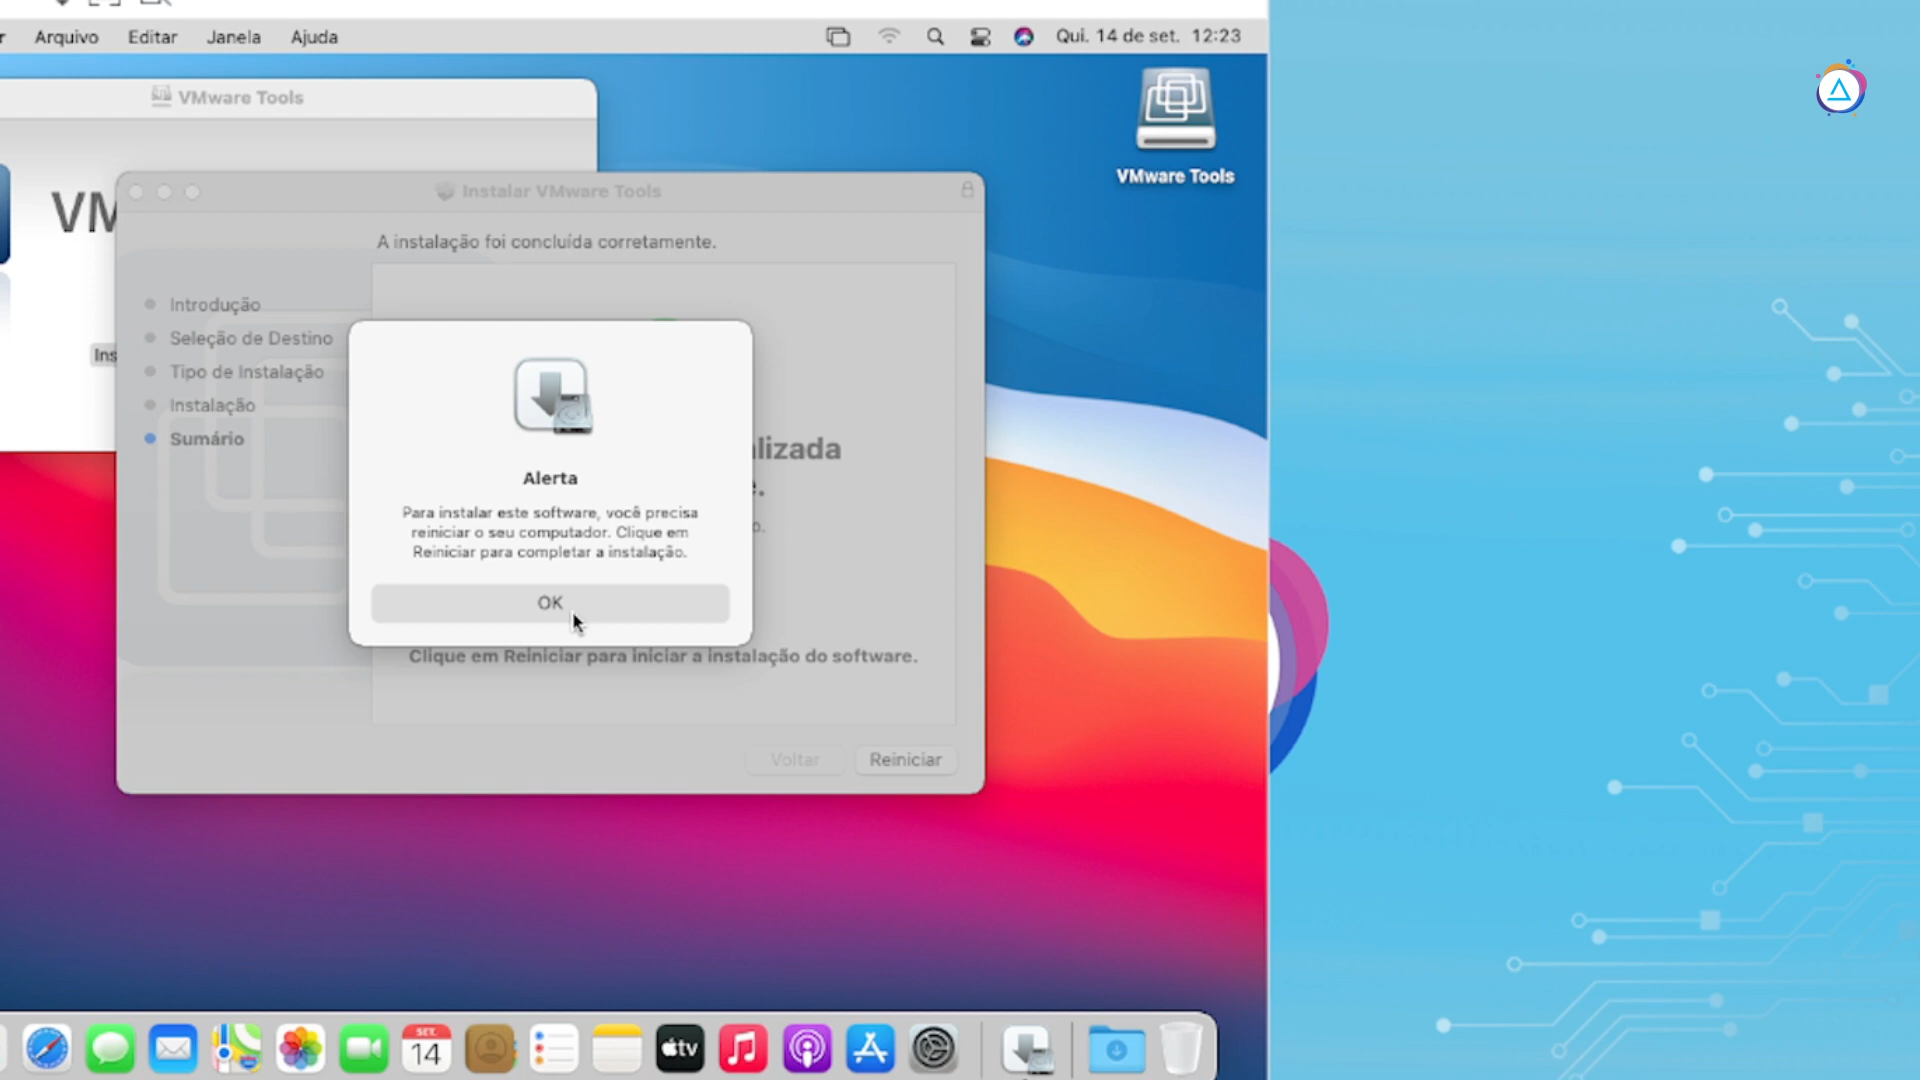 Arquivo Editar Janela Ajuda Qui. 14 de set. 12:23
VMware Tools
VMware Tools
Instalar VMware Tools
A instalação foi concluída corretamente.
Introdução
Seleção de Destino
Tipo de Instalação
Instalação
Sumário
Alerta
Para instalar este software, você precisa
reiniciar o seu computador. Clique em
Reiniciar para completar a instalação.
OK
Clique em Reiniciar para iniciar a instalação do software.
Voltar Reiniciar
SET.
14
tv